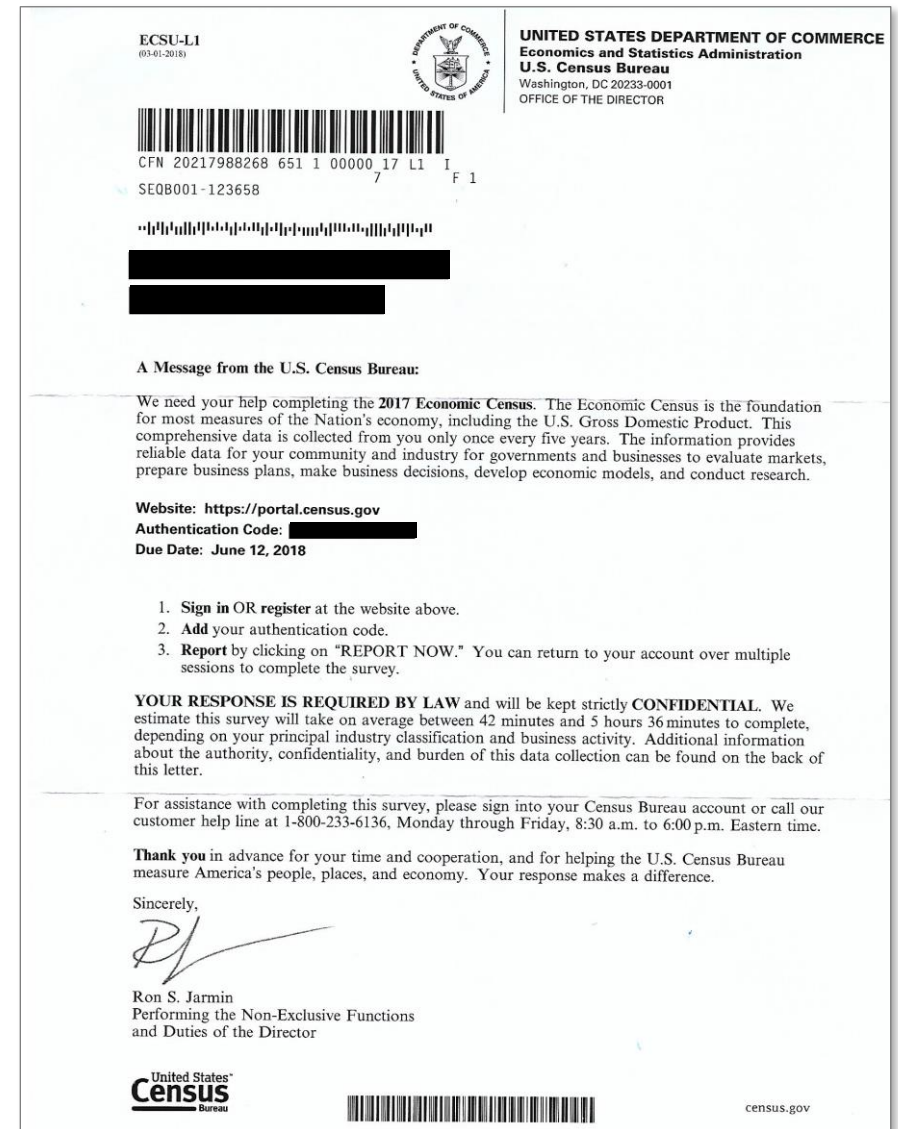 ECSU-L1
(03-01-2018)
DEPARTMENT OF COMMERCE
UNITED STATES OF AMERICA
UNITED STATES DEPARTMENT OF COMMERCE
Economics and Statistics Administration
U.S. Census Bureau
Washington, DC 20233-0001
OFFICE OF THE DIRECTOR
CFN 20217988268 651 1 00000 17 L1 I
7 F 1
SEQB001-123658
A Message from the U.S. Census Bureau:
We need your help completing the 2017 Economic Census. The Economic Census is the foundation
for most measures of the Nation's economy, including the U.S. Gross Domestic Product. This
comprehensive data is collected from you only once every five years. The information provides
reliable data for your community and industry for governments and businesses to evaluate markets,
prepare business plans, make business decisions, develop economic models, and conduct research.
Website: https://portal.census.gov
Authentication Code:
Due Date: June 12, 2018
1. Sign in OR register at the website above.
2. Add your authentication code.
3. Report by clicking on "REPORT NOW." You can return to your account over multiple
sessions to complete the survey.
YOUR RESPONSE IS REQUIRED BY LAW and will be kept strictly CONFIDENTIAL. We
estimate this survey will take on average between 42 minutes and 5 hours 36 minutes to complete,
depending on your principal industry classification and business activity. Additional information
about the authority, confidentiality, and burden of this data collection can be found on the back of
this letter.
For assistance with completing this survey, please sign into your Census Bureau account or call our
customer help line at 1-800-233-6136, Monday through Friday, 8:30 a.m. to 6:00 p.m. Eastern time.
Thank you in advance for your time and cooperation, and for helping the U.S. Census Bureau
measure America's people, places, and economy. Your response makes a difference.
Sincerely,
Ron S. Jarmin
Performing the Non-Exclusive Functions
and Duties of the Director
United States™
Census
Bureau
census.gov